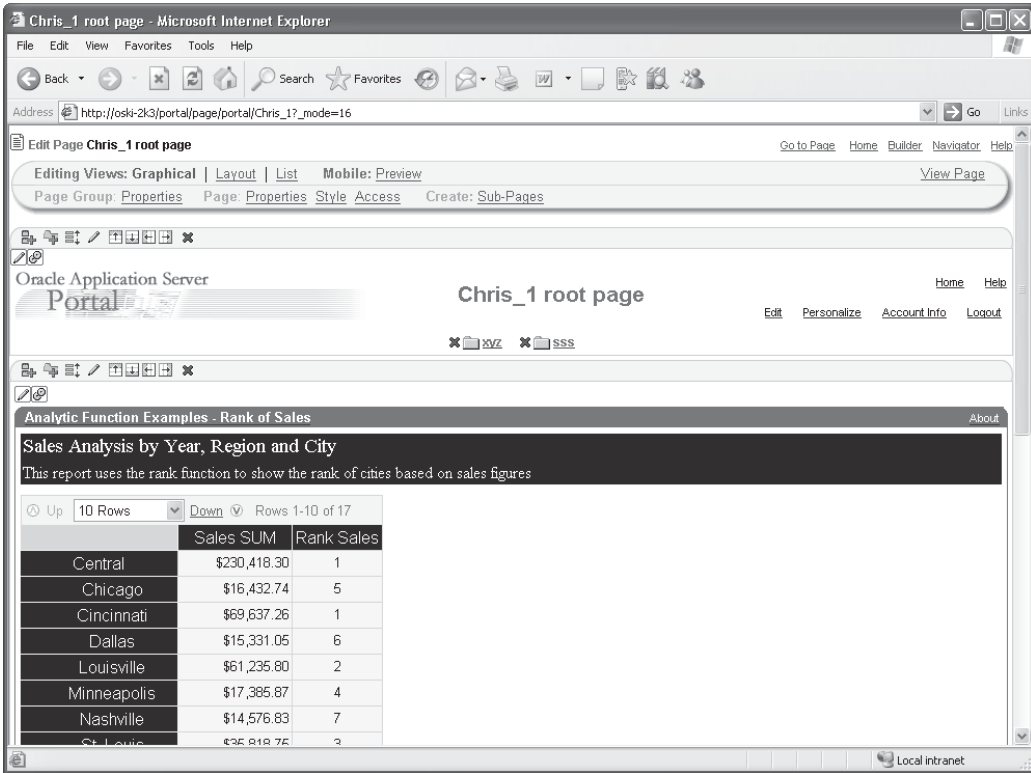 Chris_1 root page - Microsoft Internet Explorer
File Edit View Favorites Tools Help
Back Search Favorites
Address http://oski-2k3/portal/page/portal/Chris_1?_mode=16 Go Links
Edit Page Chris_1 root page Go to Page Home Builder Navigator Help
Editing Views: Graphical | Layout | List Mobile: Preview View Page
Page Group: Properties Page: Properties Style Access Create: Sub-Pages
Oracle Application Server
Portal
Chris_1 root page
Home Help
Edit Personalize Account Info Logout
xyz sss
Analytic Function Examples - Rank of Sales About
Sales Analysis by Year, Region and City
This report uses the rank function to show the rank of cities based on sales figures
Up 10 Rows Down Rows 1-10 of 17
Sales SUM Rank Sales
Central $230,418.30 1
Chicago $16,432.74 5
Cincinnati $69,637.26 1
Dallas $15,331.05 6
Louisville $61,235.80 2
Minneapolis $17,385.87 4
Nashville $14,576.83 7
St. Louis $35,818.75 3
Local intranet